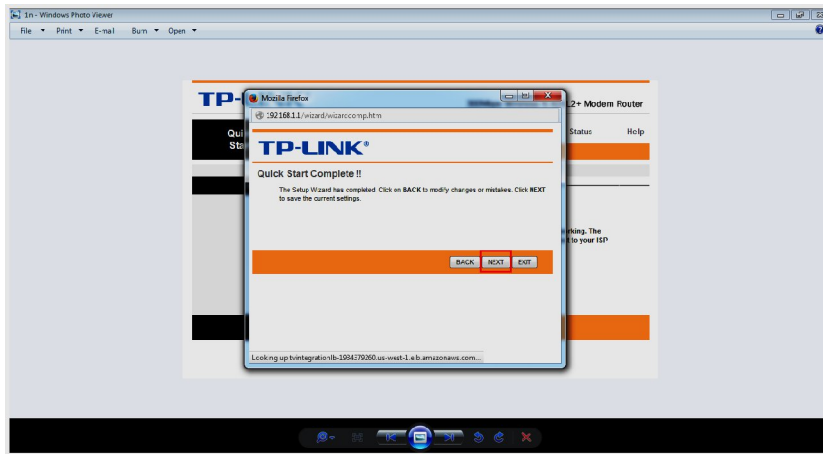 1n - Windows Photo Viewer
File Print E-mail Burn Open
TP-
L2+ Modem Router
Mozilla Firefox
192.168.1.1/wizard/wizardcomp.htm
Qui
Sta
Status Help
TP-LINK®
Quick Start Complete !!
The Setup Wizard has completed. Click on BACK to modify changes or mistakes. Click NEXT
to save the current settings.
rking. The
t to your ISP
BACK NEXT EXIT
Looking up tvintegrationlb-1934379260.us-west-1.elb.amazonaws.com...